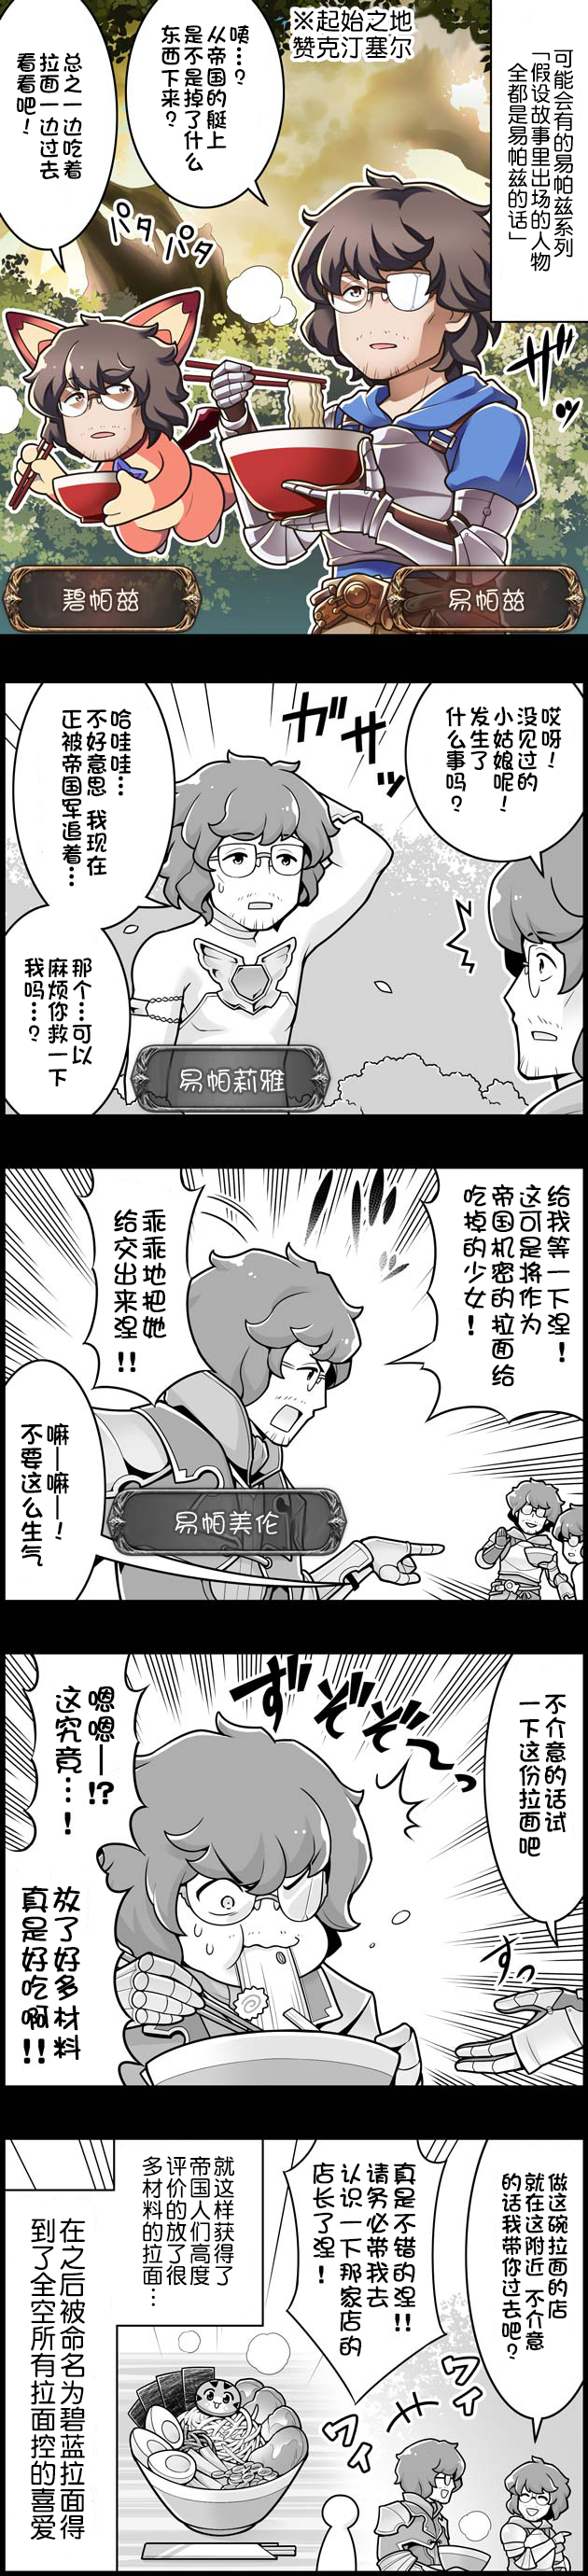 可能会有的易帕兹系列
「假设故事里出场的人物
全都是易帕兹的话」
※起始之地
赞克汀塞尔
咦…?
从帝国的艇上
是不是掉了什么
东西下来?
总之一边吃着
拉面一边过去
看看吧!
パタ
パタ
ザッ
碧帕兹
易帕兹
哎呀!
没见过的
小姑娘呢!
发生了
什么事吗?
ガサッ
哈哇哇…
不好意思 我现在
正被帝国军追着…
那个…可以
麻烦你救一下
我吗…?
易帕莉雅
给我等一下涅!
这可是将作为
帝国机密的拉面给
吃掉的少女!
乖乖地把她
给交出来涅!!
嘛—嘛—!
不要这么生气
易帕美伦
不介意的话试
一下这份拉面吧
すっ
ずぞぞ〜っ
嗯嗯—!?
这究竟…!
放了好多材料
真是好吃啊!!
做这碗拉面的店
就在这附近 不介意
的话我带你过去吧?
真是不错的涅!!
请务必带我去
认识一下那家店的
店长了涅!
ワイ
ワイ
就这样获得了
帝国人们高度
评价的放了很
多材料的拉面…
在之后被命名为碧蓝拉面得
到了全空所有拉面控的喜爱